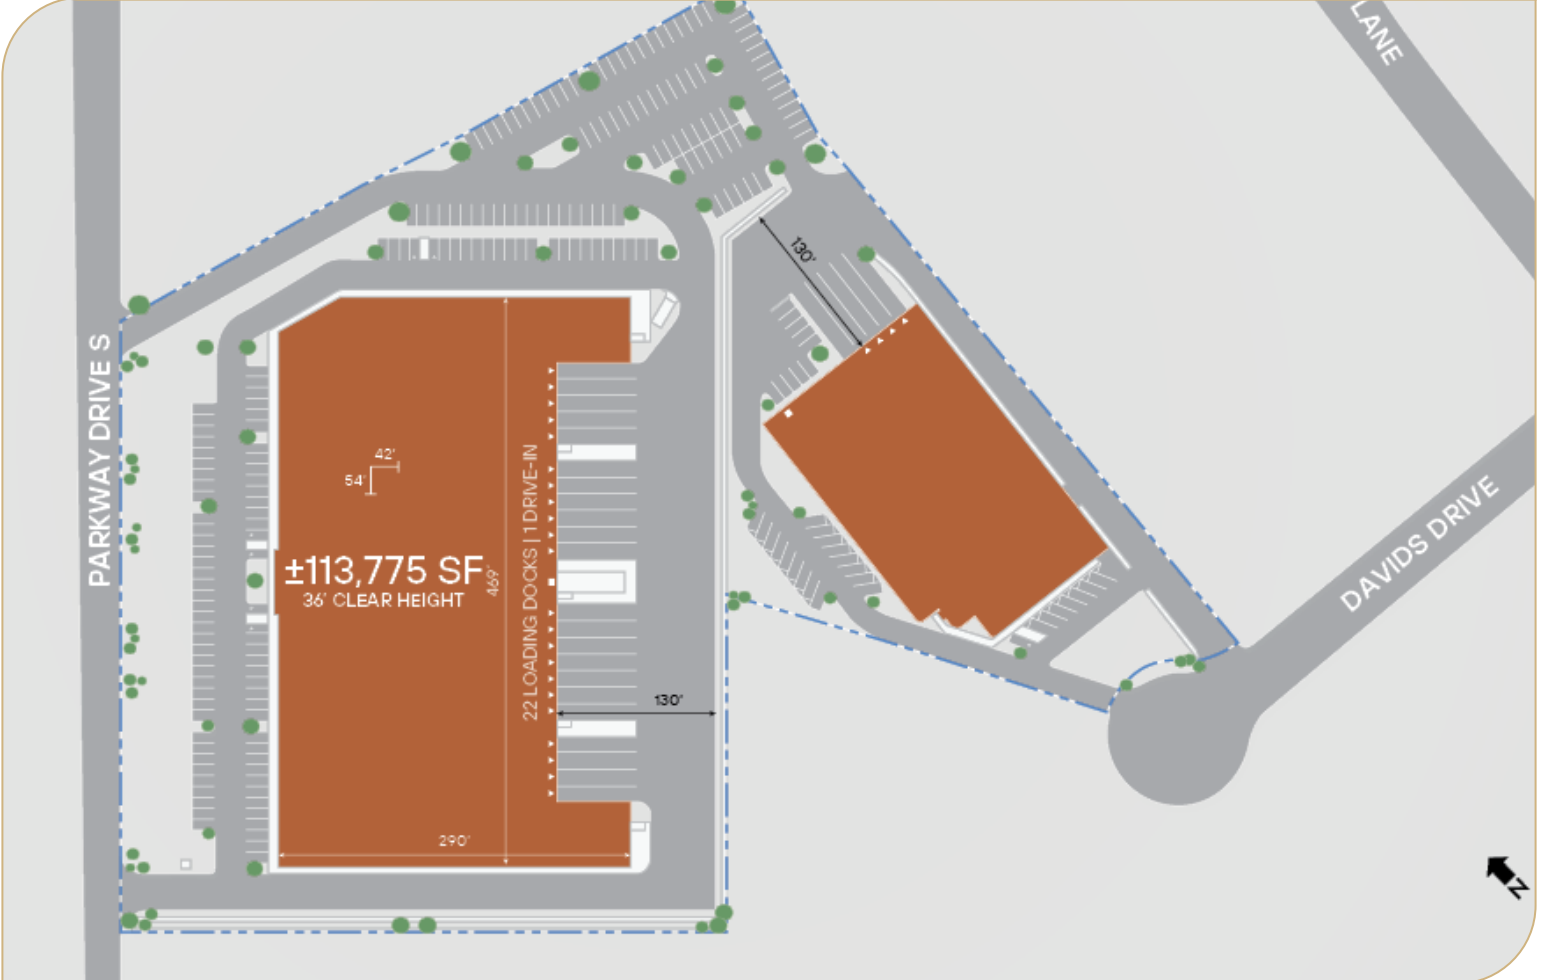 LANE
130'
PARKWAY DRIVE S
42'
54'
±113,775 SF
36' CLEAR HEIGHT
469'
22 LOADING DOCKS | 1 DRIVE-IN
DAVIDS DRIVE
130'
290'
N